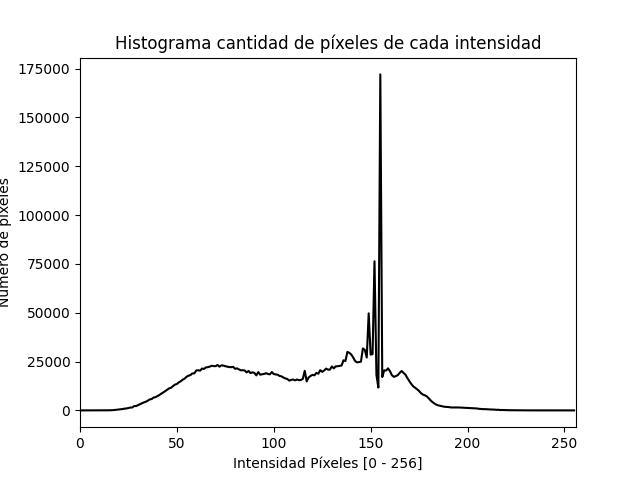 Histograma cantidad de píxeles de cada intensidad
175000
150000
125000
100000
75000
50000
25000
0
Número de píxeles
0 50 100 150 200 250
Intensidad Píxeles [0 - 256]